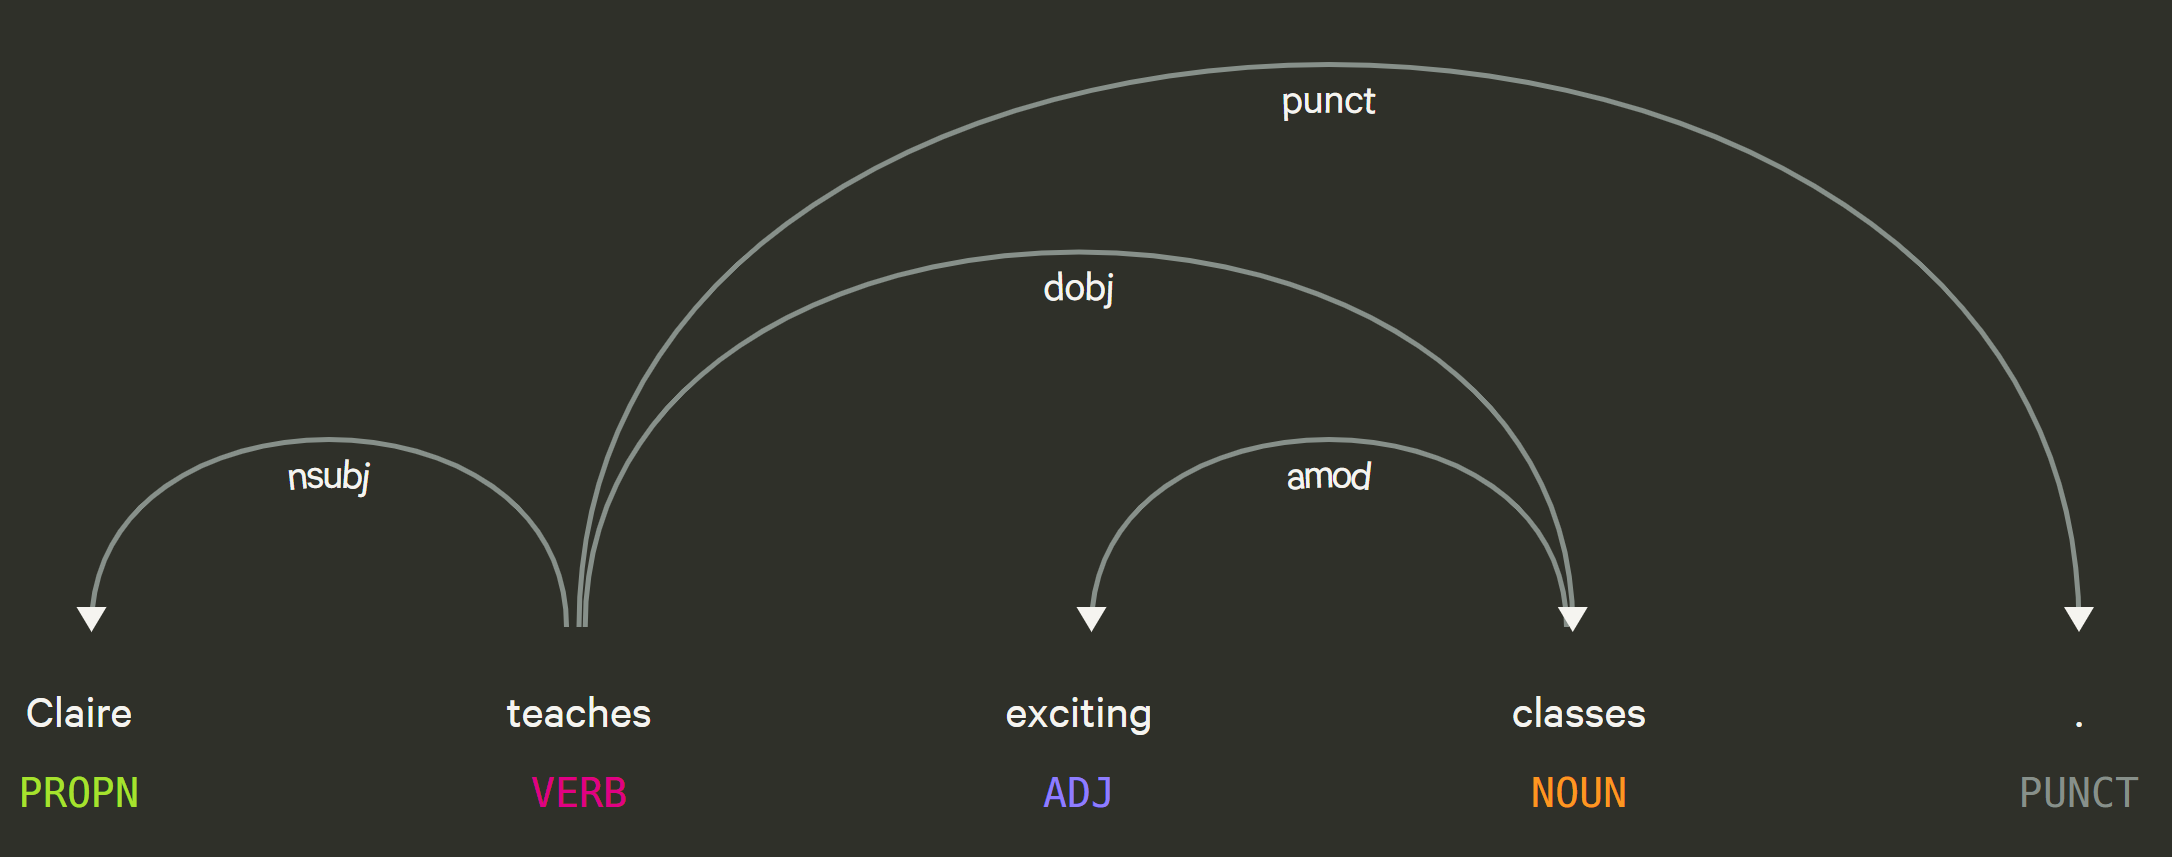 punct
dobj
nsubj amod
Claire teaches exciting classes .
PROPN VERB ADJ NOUN PUNCT